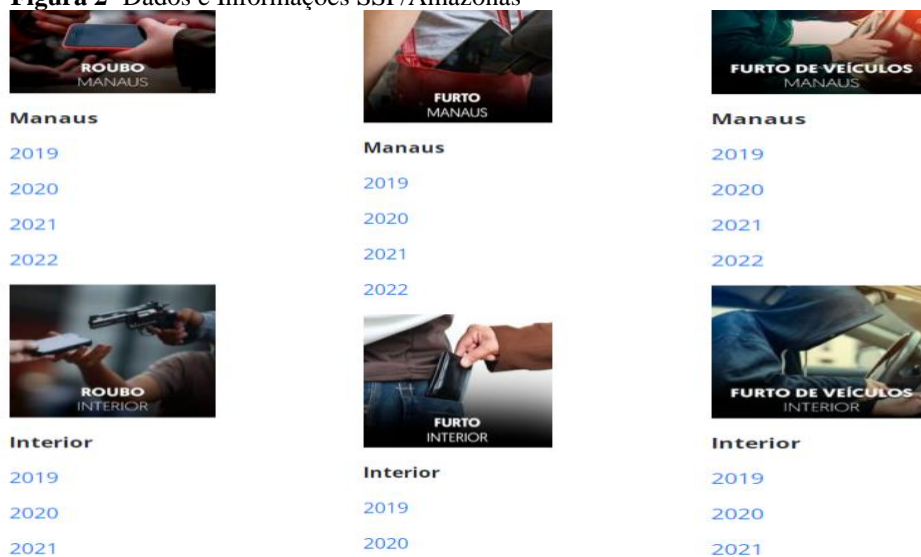 Figura 2- Dados e Informações SSP/Amazonas
ROUBO
MANAUS
Manaus
2019
2020
2021
2022
ROUBO
INTERIOR
Interior
2019
2020
2021
FURTO
MANAUS
Manaus
2019
2020
2021
2022
FURTO
INTERIOR
Interior
2019
2020
FURTO DE VEÍCULOS
MANAUS
Manaus
2019
2020
2021
2022
FURTO DE VEÍCULOS
INTERIOR
Interior
2019
2020
2021